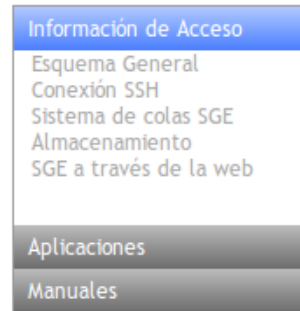 Información de Acceso
Esquema General
Conexión SSH
Sistema de colas SGE
Almacenamiento
SGE a través de la web
Aplicaciones
Manuales